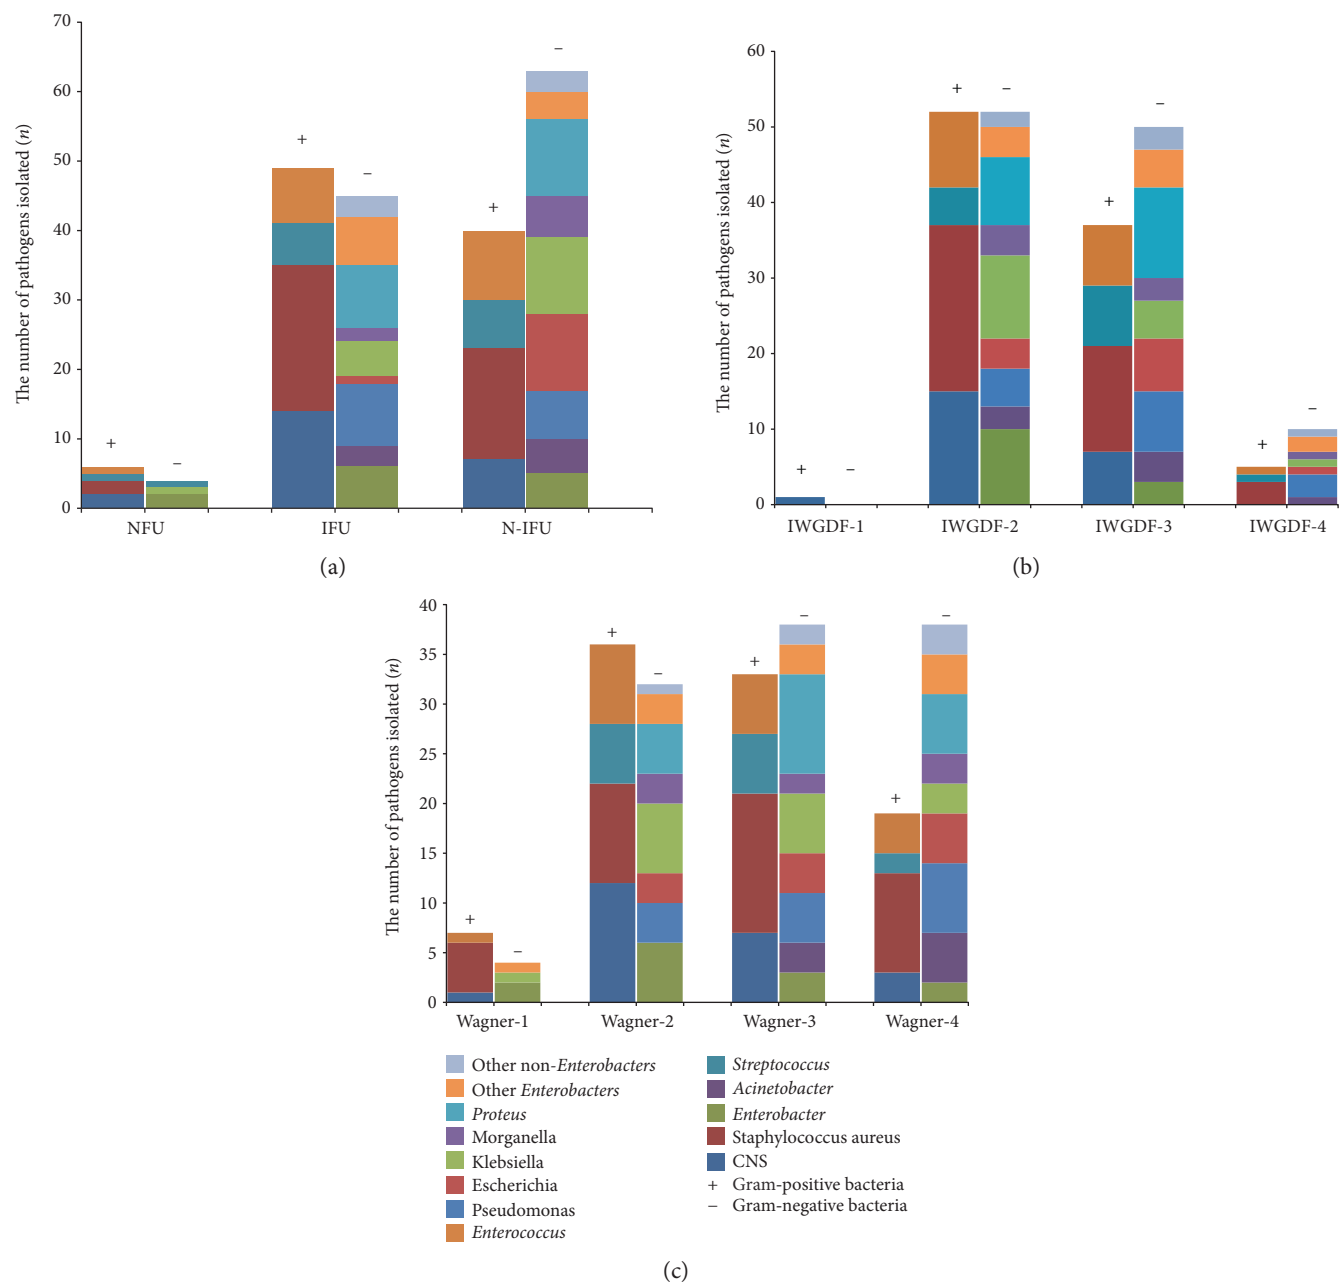 The number of pathogens isolated (n)
70
60
50
40
30
20
10
0
+
−
+
−
+
−
NFU
IFU
N-IFU
(a)
The number of pathogens isolated (n)
60
50
40
30
20
10
0
+
−
+
−
+
−
+
−
IWGDF-1
IWGDF-2
IWGDF-3
IWGDF-4
(b)
The number of pathogens isolated (n)
40
35
30
25
20
15
10
5
0
+
−
+
−
+
−
+
−
Wagner-1
Wagner-2
Wagner-3
Wagner-4
Other non-Enterobacters
Other Enterobacters
Proteus
Morganella
Klebsiella
Escherichia
Pseudomonas
Enterococcus
Streptococcus
Acinetobacter
Enterobacter
Staphylococcus aureus
CNS
+ Gram-positive bacteria
− Gram-negative bacteria
(c)